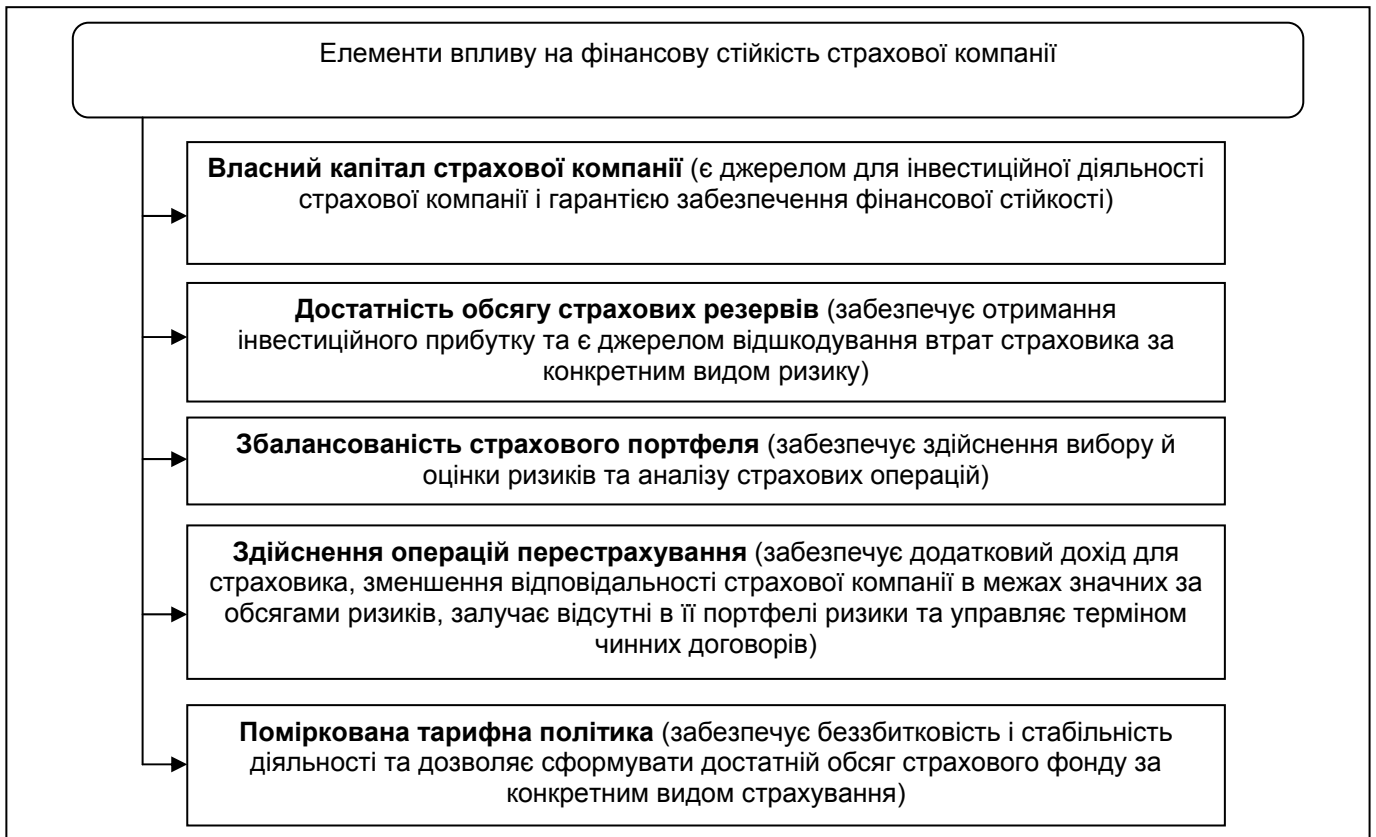 Елементи впливу на фінансову стійкість страхової компанії
Власний капітал страхової компанії (є джерелом для інвестиційної діяльності
страхової компанії і гарантією забезпечення фінансової стійкості)
Достатність обсягу страхових резервів (забезпечує отримання
інвестиційного прибутку та є джерелом відшкодування втрат страховика за
конкретним видом ризику)
Збалансованість страхового портфеля (забезпечує здійснення вибору й
оцінки ризиків та аналізу страхових операцій)
Здійснення операцій перестрахування (забезпечує додатковий дохід для
страховика, зменшення відповідальності страхової компанії в межах значних за
обсягами ризиків, залучає відсутні в її портфелі ризики та управляє терміном
чинних договорів)
Поміркована тарифна політика (забезпечує беззбитковість і стабільність
діяльності та дозволяє сформувати достатній обсяг страхового фонду за
конкретним видом страхування)